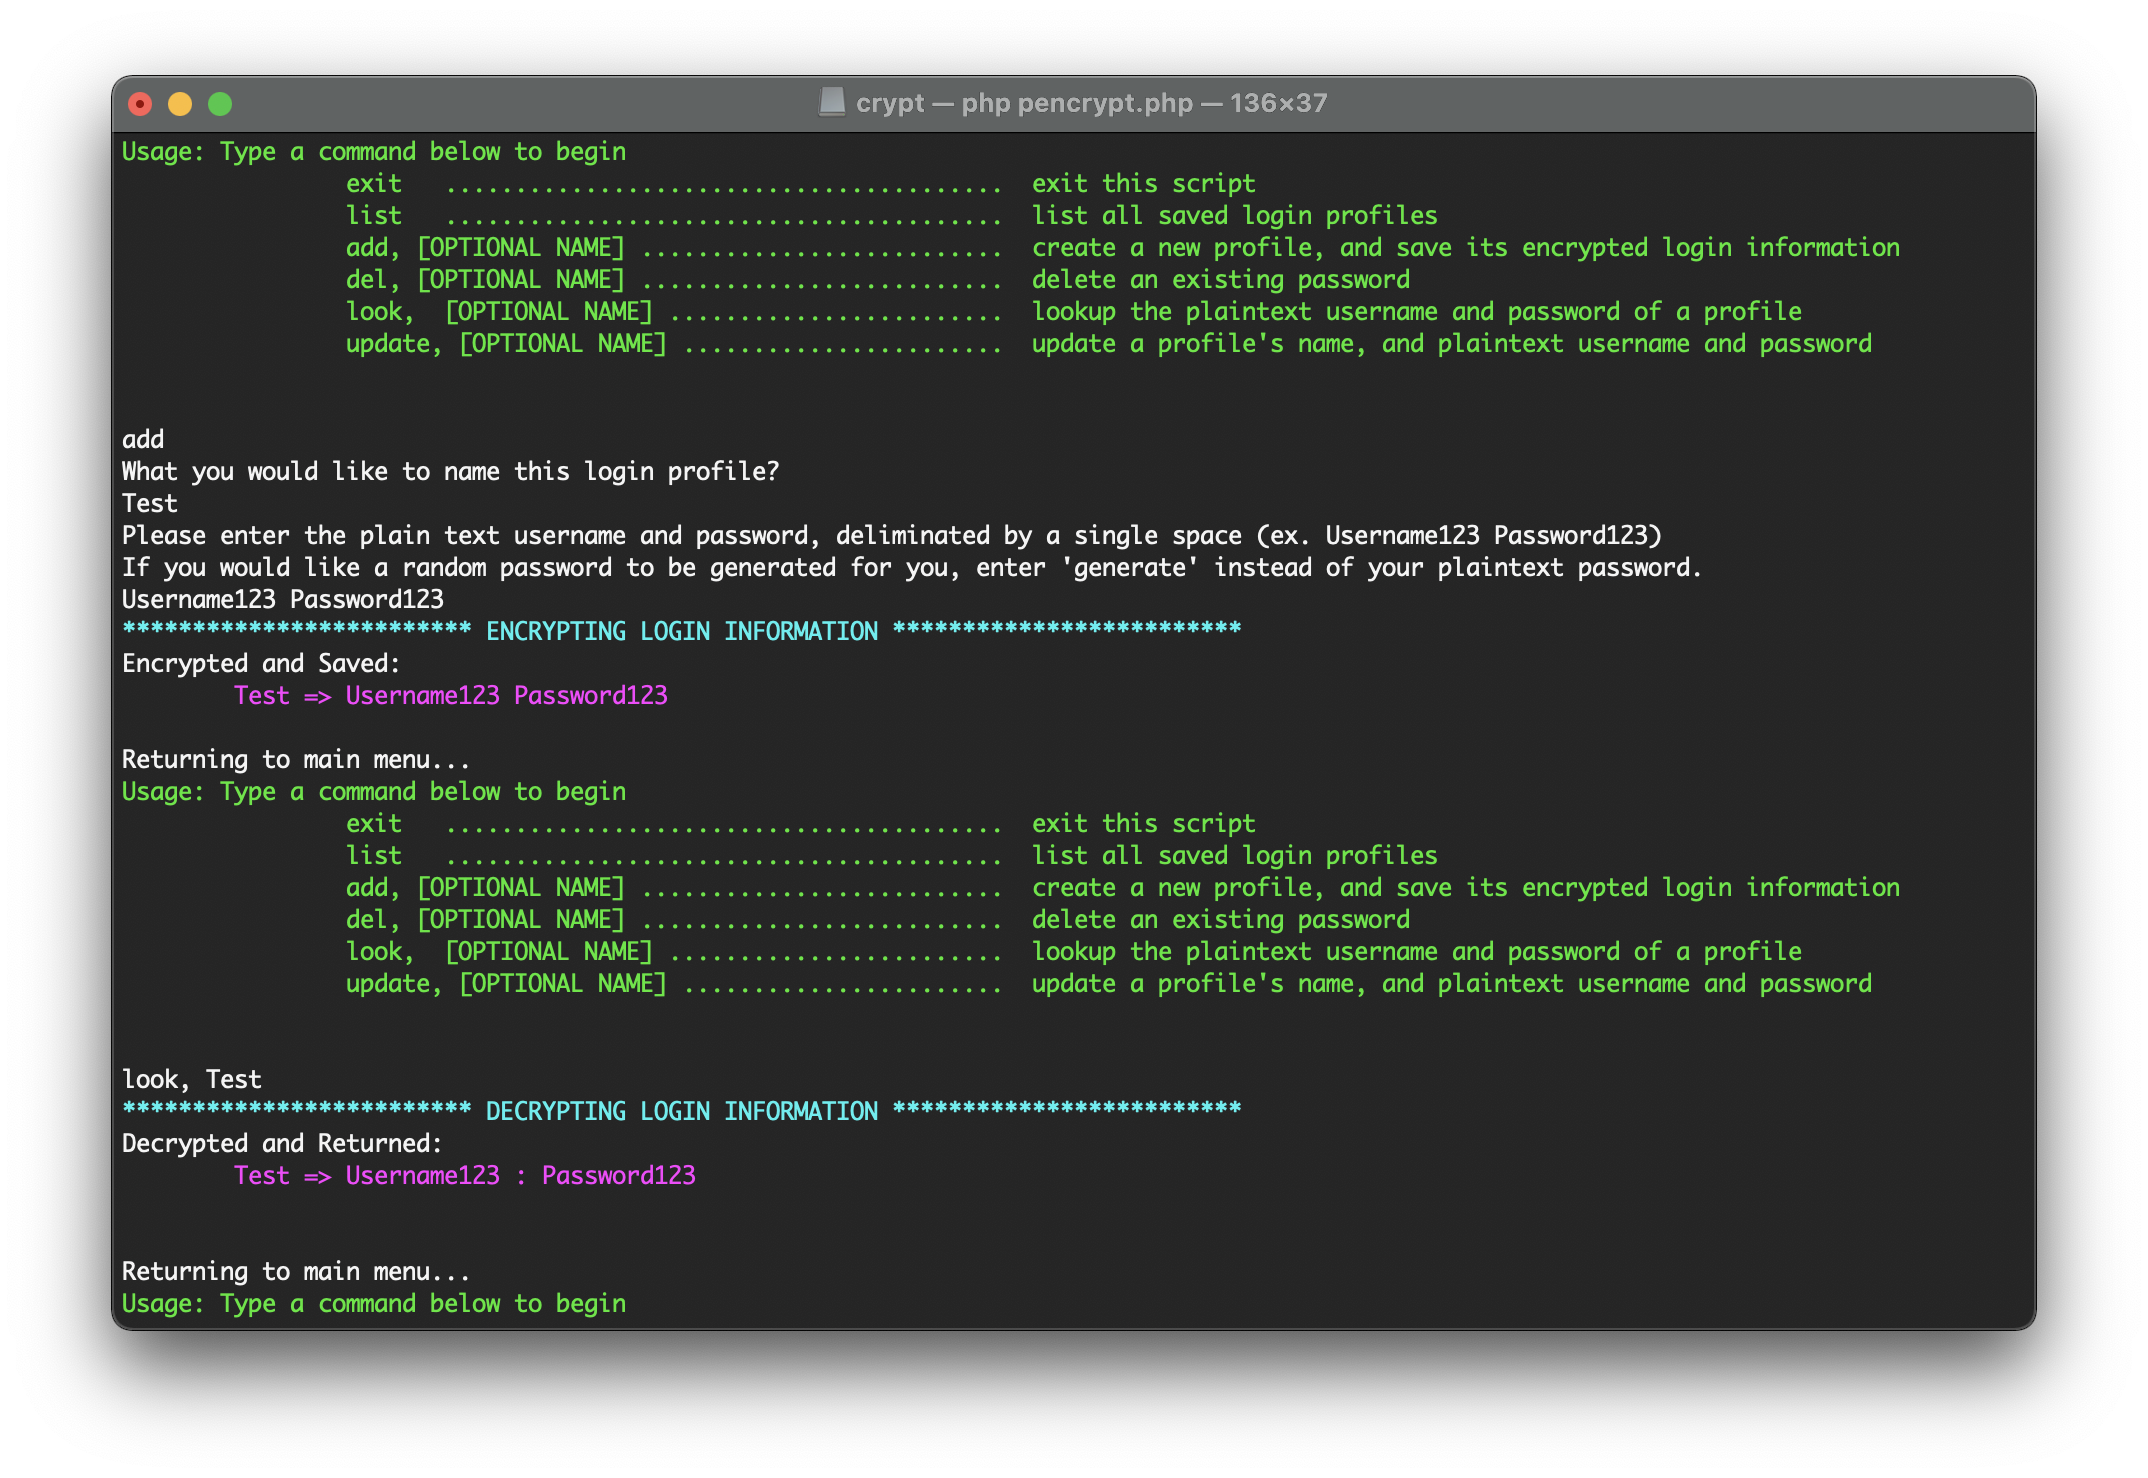 crypt — php pencrypt.php — 136×37
Usage: Type a command below to begin
exit ........................................ exit this script
list ........................................ list all saved login profiles
add, [OPTIONAL NAME] .......................... create a new profile, and save its encrypted login information
del, [OPTIONAL NAME] .......................... delete an existing password
look, [OPTIONAL NAME] ........................ lookup the plaintext username and password of a profile
update, [OPTIONAL NAME] ....................... update a profile's name, and plaintext username and password
add
What you would like to name this login profile?
Test
Please enter the plain text username and password, deliminated by a single space (ex. Username123 Password123)
If you would like a random password to be generated for you, enter 'generate' instead of your plaintext password.
Username123 Password123
************************* ENCRYPTING LOGIN INFORMATION *************************
Encrypted and Saved:
Test => Username123 Password123
Returning to main menu...
Usage: Type a command below to begin
exit ........................................ exit this script
list ........................................ list all saved login profiles
add, [OPTIONAL NAME] .......................... create a new profile, and save its encrypted login information
del, [OPTIONAL NAME] .......................... delete an existing password
look, [OPTIONAL NAME] ........................ lookup the plaintext username and password of a profile
update, [OPTIONAL NAME] ....................... update a profile's name, and plaintext username and password
look, Test
************************* DECRYPTING LOGIN INFORMATION *************************
Decrypted and Returned:
Test => Username123 : Password123
Returning to main menu...
Usage: Type a command below to begin